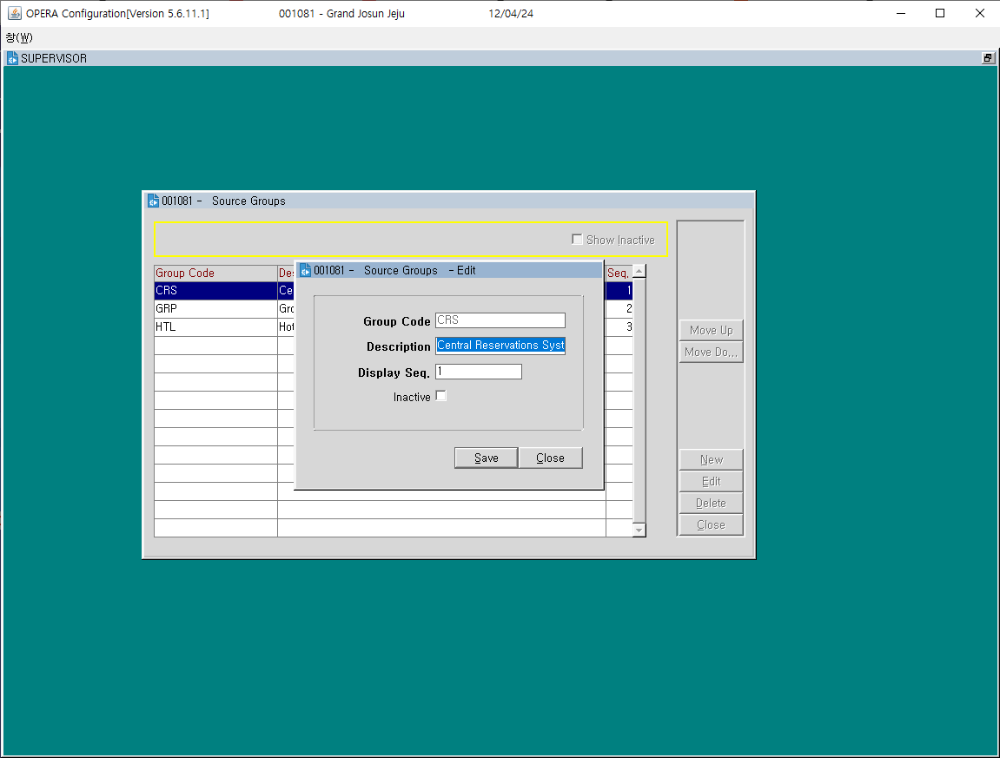 OPERA Configuration[Version 5.6.11.1] 001081 - Grand Josun Jeju 12/04/24
창(W)
SUPERVISOR
001081 - Source Groups
Show Inactive
Group Code Des Seq.
CRS Ce 1
GRP Gro 2
HTL Hot 3
001081 - Source Groups - Edit
Group Code CRS
Description Central Reservations Syst
Display Seq. 1
Inactive
Save Close
Move Up
Move Do...
New
Edit
Delete
Close